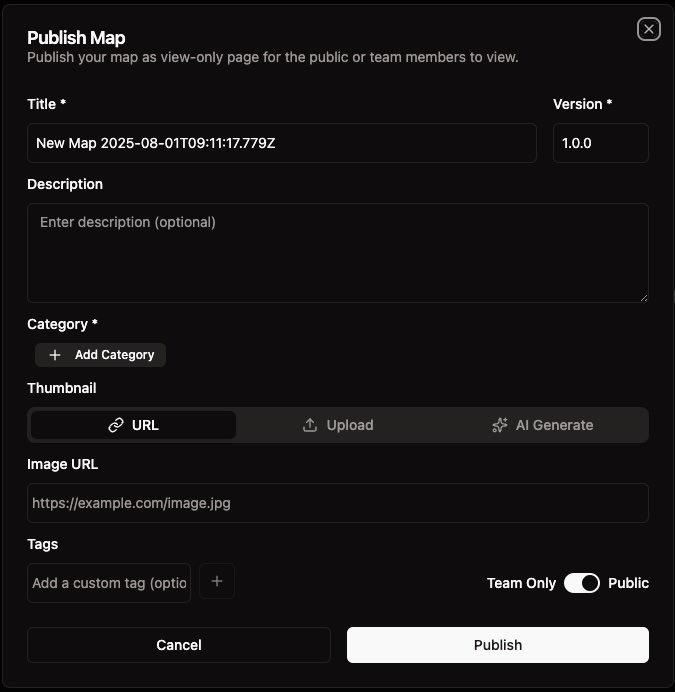 Publish Map
Publish your map as view-only page for the public or team members to view.
Title *
Version *
New Map 2025-08-01T09:11:17.779Z
1.0.0
Description
Enter description (optional)
Category *
Add Category
Thumbnail
URL
Upload
AI Generate
Image URL
https://example.com/image.jpg
Tags
Add a custom tag (optio
Team Only
Public
Cancel
Publish